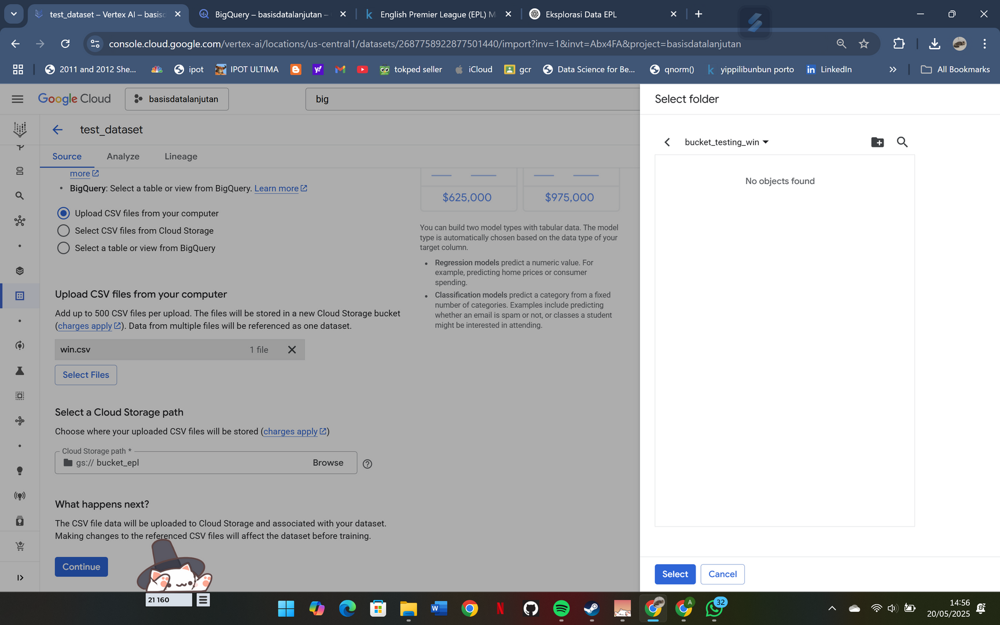 test_dataset – Vertex AI – basisc
BigQuery – basisdatalanjutan –
English Premier League (EPL) M
Eksplorasi Data EPL
console.cloud.google.com/vertex-ai/locations/us-central1/datasets/2687758922877501440/import?inv=1&invt=Abx4FA&project=basisdatalanjutan
2011 and 2012 She...
ipot
IPOT ULTIMA
tokped seller
iCloud
gcr
Data Science for Be...
qnorm()
yippilibunbun porto
LinkedIn
All Bookmarks
Google Cloud
basisdatalanjutan
big
test_dataset
Source
Analyze
Lineage
more
• BigQuery: Select a table or view from BigQuery. Learn more
Upload CSV files from your computer
Select CSV files from Cloud Storage
Select a table or view from BigQuery
Upload CSV files from your computer
Add up to 500 CSV files per upload. The files will be stored in a new Cloud Storage bucket
(charges apply). Data from multiple files will be referenced as one dataset.
win.csv
1 file
Select Files
Select a Cloud Storage path
Choose where your uploaded CSV files will be stored (charges apply)
Cloud Storage path *
gs:// bucket_epl
Browse
What happens next?
The CSV file data will be uploaded to Cloud Storage and associated with your dataset.
Making changes to the referenced CSV files will affect the dataset before training.
Continue
$625,000
$975,000
You can build two model types with tabular data. The model
type is automatically chosen based on the data type of your
target column.
• Regression models predict a numeric value. For
example, predicting home prices or consumer
spending.
• Classification models predict a category from a fixed
number of categories. Examples include predicting
whether an email is spam or not, or classes a student
might be interested in attending.
Select folder
bucket_testing_win
No objects found
Select
Cancel
21 160
A
32
14:56
20/05/2025